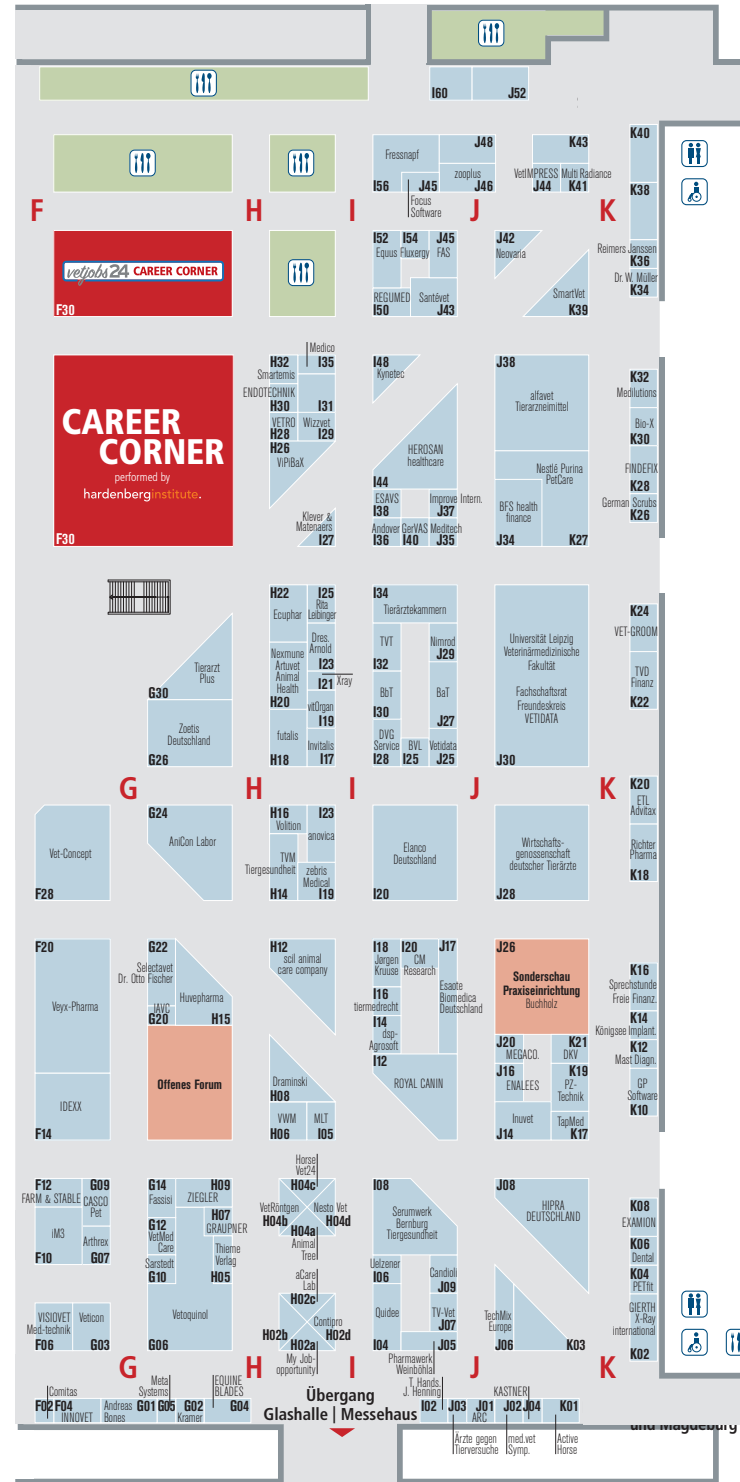 I60
J52
J48
K43
K40
Fressnapf
zooplus
VetIMPRESS
Multi Radiance
I56
J45
J46
J44
K41
K38
Focus
Software
F
H
I
J
K
I52
I54
J45
J42
Equus
Fluxergy
FAS
Neovaria
Reimers Janssen
K36
vetjobs24 CAREER CORNER
Dr. W. Müller
REGUMED
Santévet
SmartVet
K34
F30
I50
J43
K39
Medico
H32
I35
I48
J38
Smartemis
Kynetec
K32
ENDOTECHNIK
alfavet
Tierarzneimittel
Medilutions
H30
I31
CAREER
CORNER
VETRO
Wizzvet
Bio-X
H28
I29
K30
H26
HEROSAN
healthcare
ViPiBaX
Nestlé Purina
PetCare
FINDEFIX
performed by
hardenberginstitute.
I44
K28
ESAVS
Improve Intern.
German Scrubs
I38
J37
BFS health
finance
K26
Klever &
Matenaers
Andover
GerVAS
Meditech
F30
I27
I36
I40
J35
J34
K27
H22
I25
I34
Ecuphar
Rita
Leibinger
Tierärztekammern
K24
VET-GROOM
Dres.
Arnold
TVT
Nimrod
J29
Universität Leipzig
Veterinärmedizinische
Fakultät
Nexmune
Artuvet
Animal
Health
I23
I32
Tierarzt
Plus
I21
Xray
TVD
Finanz
G30
H20
BbT
BaT
Fachschaftsrat
Freundeskreis
VETIDATA
K22
vitOrgan
I19
I30
J27
Zoetis
Deutschland
futalis
Invitalis
DVG
Service
BVL
Vetidata
G26
H18
I17
I28
I25
J25
J30
G
H
I
J
K
K20
ETL
Advitax
G24
H16
I23
Volition
anovica
Vet-Concept
AniCon Labor
TVM
Tiergesundheit
zebris
Medical
Elanco
Deutschland
Wirtschafts-
genossenschaft
deutscher Tierärzte
Richter
Pharma
K18
F28
H14
I19
I20
J28
F20
G22
H12
I18
I20
J17
J26
Selectavet
Dr. Otto Fischer
scil animal
care company
Jørgen
Kruuse
CM
Research
Sonderschau
Praxiseinrichtung
Buchholz
K16
Sprechstunde
Freie Finanz.
Veyx-Pharma
IAVC
Huvepharma
I16
tiermedrecht
Esaote
Biomedica
Deutschland
K14
Königsee Implant.
G20
H15
I14
dsp-
Agrosoft
J20
K21
K12
MEGACO.
DKV
Mast Diagn.
I12
J16
K19
Offenes Forum
Draminski
ROYAL CANIN
ENALEES
PZ-
Technik
GP
Software
IDEXX
H08
K10
VWM
MLT
Inuvet
TapMed
F14
H06
I05
J14
K17
Horse
Vet24
F12
G09
G14
H09
H04c
I08
J08
FARM & STABLE
CASCO
Pet
Fassisi
ZIEGLER
VetRöntgen
Nesto Vet
HIPRA
DEUTSCHLAND
K08
H07
H04b
H04d
Serumwerk
Bernburg
Tiergesundheit
EXAMION
G12
GRAUPNER
H04a
iM3
VetMed
Care
Animal
Tree
K06
Dental
Arthrex
Thieme
Verlag
F10
G07
Sarstedt
Uelzener
Candioli
K04
PETfit
G10
H05
aCare
Lab
I06
J09
GIERTH
X-Ray
international
H02c
VISIOVET
Med.-technik
Veticon
Vetoquinol
Contipro
Quidee
TV-Vet
TechMix
Europe
J07
H02b
H02d
F06
G03
G06
H02a
I04
J05
J06
K03
K02
My Job-
opportunity
Pharmawerk
Weinböhla
G
H
I
J
K
Meta
Systems
EQUINE
BLADES
T. Hands.
J. Henning
KASTNER
Comitas
Übergang
Glashalle | Messehaus
F02
F04
INNOVET
Andreas
Bones
G01
G05
G02
Kramer
G04
I02
J03
J01
ARC
J02
J04
K01
und Magdeburg
Ärzte gegen
Tierversuche
med.vet
Symp.
Active
Horse